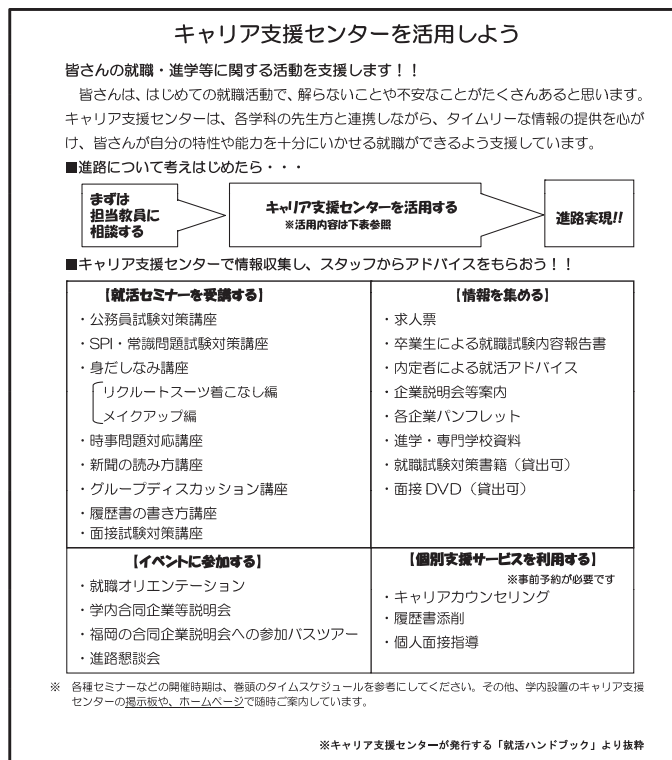 キャリア支援センターを活用しよう
皆さんの就職・進学等に関する活動を支援します！！
皆さんは、はじめての就職活動で、解らないことや不安なことがたくさんあると思います。
キャリア支援センターは、各学科の先生方と連携しながら、タイムリーな情報の提供を心が
け、皆さんが自分の特性や能力を十分にいかせる就職ができるよう支援しています。
■進路について考えはじめたら・・・
まずは
担当教員に
相談する
キャリア支援センターを活用する
※活用内容は下表参照
進路実現!!
■キャリア支援センターで情報収集し、スタッフからアドバイスをもらおう！！
【就活セミナーを受講する】
・公務員試験対策講座
・SPI・常識問題試験対策講座
・身だしなみ講座
リクルートスーツ着こなし編
メイクアップ編
・時事問題対応講座
・新聞の読み方講座
・グループディスカッション講座
・履歴書の書き方講座
・面接試験対策講座
【情報を集める】
・求人票
・卒業生による就職試験内容報告書
・内定者による就活アドバイス
・企業説明会等案内
・各企業パンフレット
・進学・専門学校資料
・就職試験対策書籍（貸出可）
・面接DVD（貸出可）
【イベントに参加する】
・就職オリエンテーション
・学内合同企業等説明会
・福岡の合同企業説明会への参加バスツアー
・進路懇談会
【個別支援サービスを利用する】
※事前予約が必要です
・キャリアカウンセリング
・履歴書添削
・個人面接指導
※　各種セミナーなどの開催時期は、巻頭のタイムスケジュールを参考にしてください。その他、学内設置のキャリア支援
センターの掲示板や、ホームページで随時ご案内しています。
※キャリア支援センターが発行する「就活ハンドブック」より抜粋